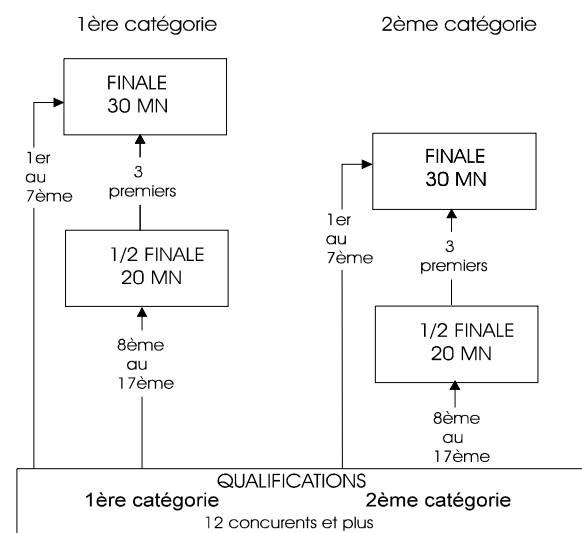 1ère catégorie
2ème catégorie
FINALE
30 MN
1er
au
7ème
3
premiers
1/2 FINALE
20 MN
8ème
au
17ème
FINALE
30 MN
1er
au
7ème
3
premiers
1/2 FINALE
20 MN
8ème
au
17ème
QUALIFICATIONS
1ère catégorie
2ème catégorie
12 concurents et plus